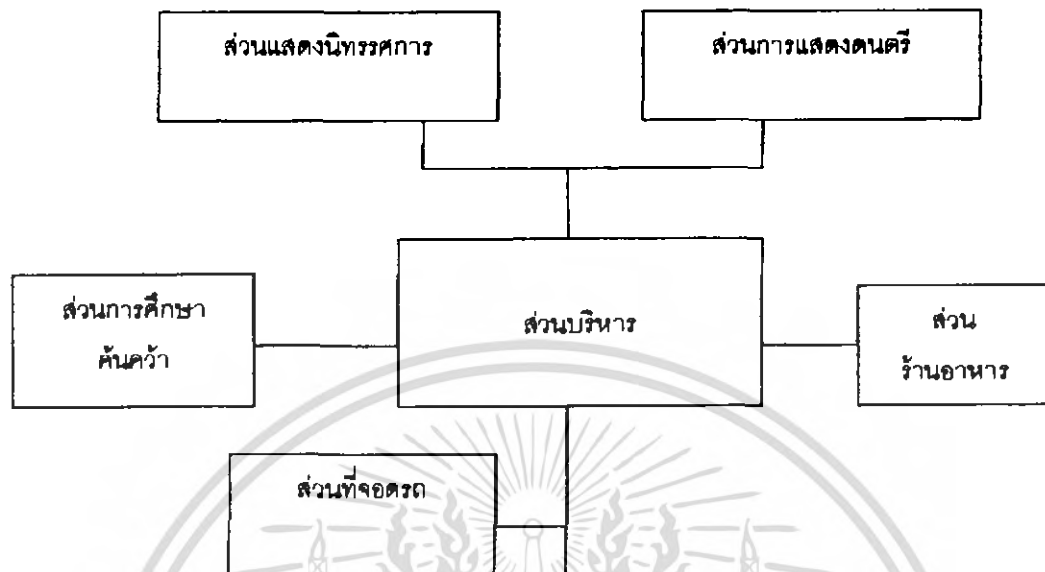 ส่วนแสดงนิทรรศการ
ส่วนการแสดงดนตรี
ส่วนการศึกษา
ค้นคว้า
ส่วนบริหาร
ส่วน
ร้านอาหาร
ส่วนที่จอดรถ